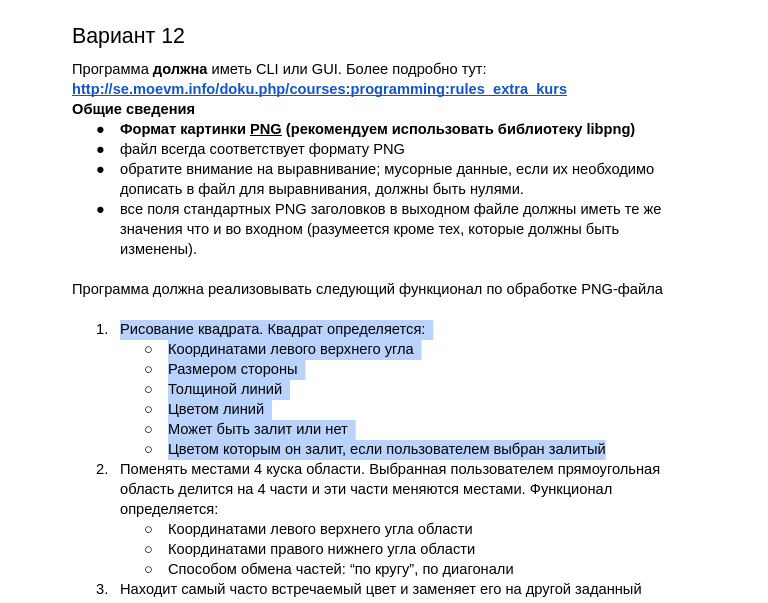 Вариант 12
Программа должна иметь CLI или GUI. Более подробно тут:
http://se.moevm.info/doku.php/courses:programming:rules_extra_kurs
Общие сведения
● Формат картинки PNG (рекомендуем использовать библиотеку libpng)
● файл всегда соответствует формату PNG
● обратите внимание на выравнивание; мусорные данные, если их необходимо
дописать в файл для выравнивания, должны быть нулями.
● все поля стандартных PNG заголовков в выходном файле должны иметь те же
значения что и во входном (разумеется кроме тех, которые должны быть
изменены).
Программа должна реализовывать следующий функционал по обработке PNG-файла
1. Рисование квадрата. Квадрат определяется:
○ Координатами левого верхнего угла
○ Размером стороны
○ Толщиной линий
○ Цветом линий
○ Может быть залит или нет
○ Цветом которым он залит, если пользователем выбран залитый
2. Поменять местами 4 куска области. Выбранная пользователем прямоугольная
область делится на 4 части и эти части меняются местами. Функционал
определяется:
○ Координатами левого верхнего угла области
○ Координатами правого нижнего угла области
○ Способом обмена частей: “по кругу”, по диагонали
3. Находит самый часто встречаемый цвет и заменяет его на другой заданный